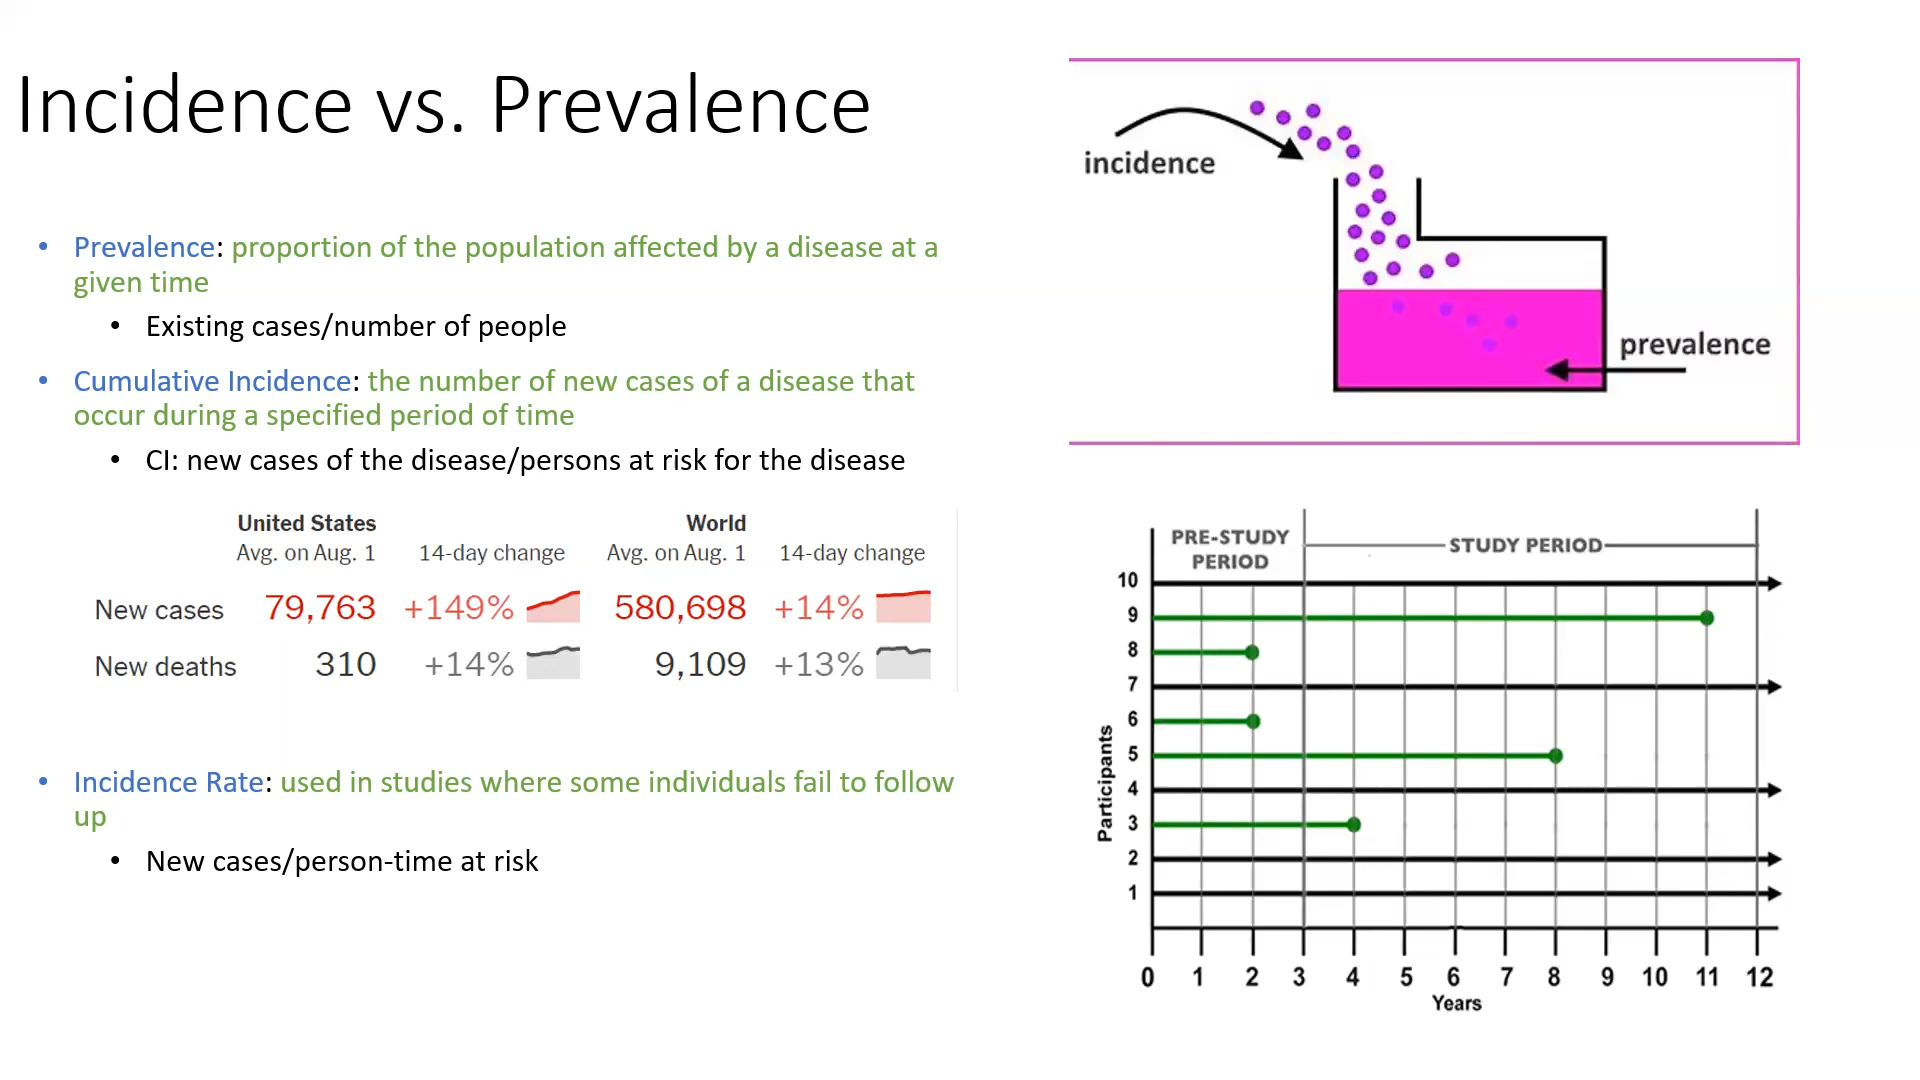 Incidence vs. Prevalence
• Prevalence: proportion of the population affected by a disease at a
given time
• Existing cases/number of people
• Cumulative Incidence: the number of new cases of a disease that
occur during a specified period of time
• CI: new cases of the disease/persons at risk for the disease
United States World
Avg. on Aug. 1 14-day change Avg. on Aug. 1 14-day change
New cases 79,763 +149% 580,698 +14%
New deaths 310 +14% 9,109 +13%
• Incidence Rate: used in studies where some individuals fail to follow
up
• New cases/person-time at risk
incidence
prevalence
PRE-STUDY
PERIOD
STUDY PERIOD
10
9
8
7
6
5
4
3
2
1
Participants
0 1 2 3 4 5 6 7 8 9 10 11 12
Years